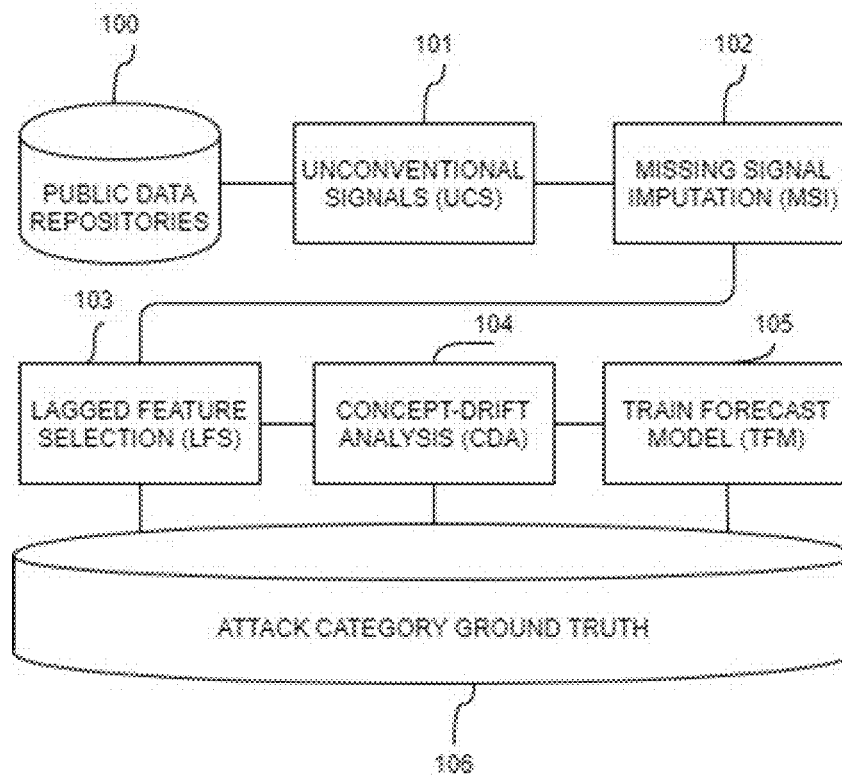 100
101
102
PUBLIC DATA
REPOSITORIES
UNCONVENTIONAL
SIGNALS (UCS)
MISSING SIGNAL
IMPUTATION (MSI)
103
104
105
LAGGED FEATURE
SELECTION (LFS)
CONCEPT-DRIFT
ANALYSIS (CDA)
TRAIN FORECAST
MODEL (TFM)
ATTACK CATEGORY GROUND TRUTH
106